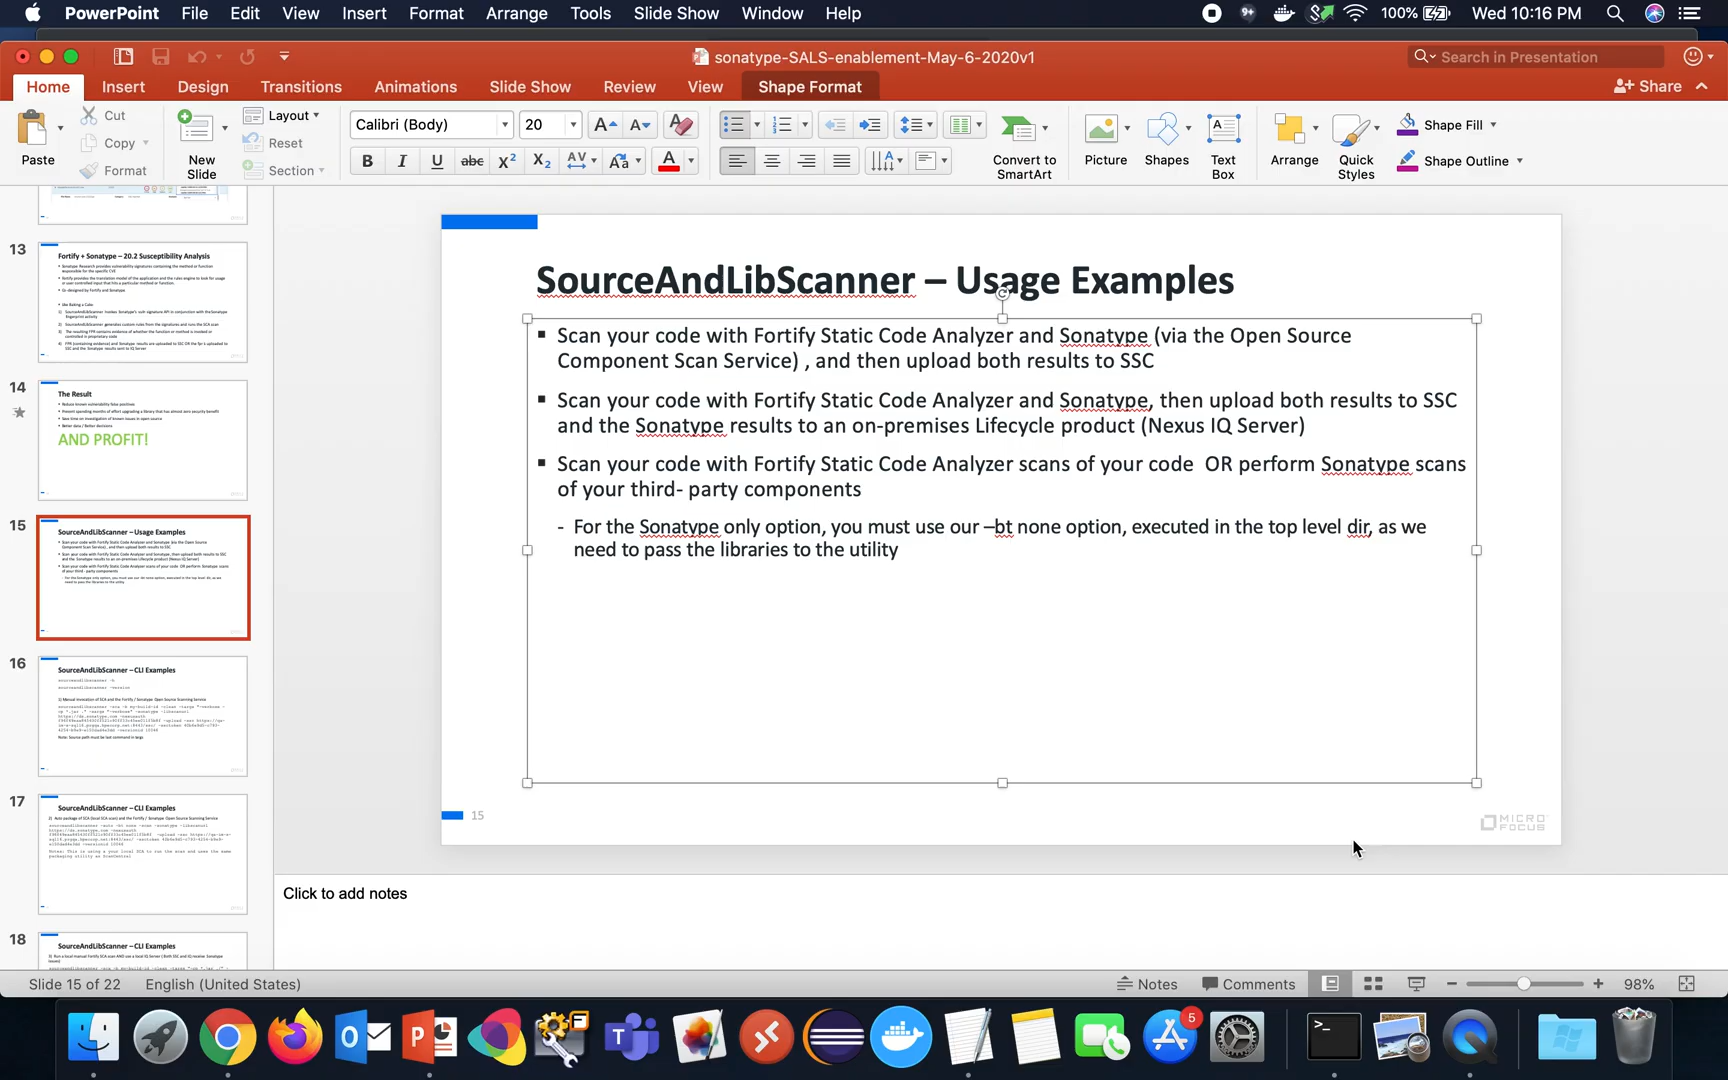 PowerPoint File Edit View Insert Format Arrange Tools Slide Show Window Help
9+ 100% Wed 10:16 PM
sonatype-SALS-enablement-May-6-2020v1
Search in Presentation
Home Insert Design Transitions Animations Slide Show Review View Shape Format
Share
Paste
Cut
Copy
Format
New Slide
Layout
Reset
Section
Calibri (Body) 20
Convert to SmartArt
Picture
Shapes
Text Box
Arrange
Quick Styles
Shape Fill
Shape Outline
13
Fortify + Sonatype – 20.2 Susceptibility Analysis
14
The Result
AND PROFIT!
15
SourceAndLibScanner – Usage Examples
16
SourceAndLibScanner – CLI Examples
17
SourceAndLibScanner – CLI Examples
18
SourceAndLibScanner – CLI Examples
SourceAndLibScanner – Usage Examples
▪ Scan your code with Fortify Static Code Analyzer and Sonatype (via the Open Source
Component Scan Service) , and then upload both results to SSC
▪ Scan your code with Fortify Static Code Analyzer and Sonatype, then upload both results to SSC
and the Sonatype results to an on-premises Lifecycle product (Nexus IQ Server)
▪ Scan your code with Fortify Static Code Analyzer scans of your code OR perform Sonatype scans
of your third- party components
- For the Sonatype only option, you must use our –bt none option, executed in the top level dir, as we
need to pass the libraries to the utility
15
MICRO
FOCUS
Click to add notes
Slide 15 of 22 English (United States)
Notes Comments 98%
5